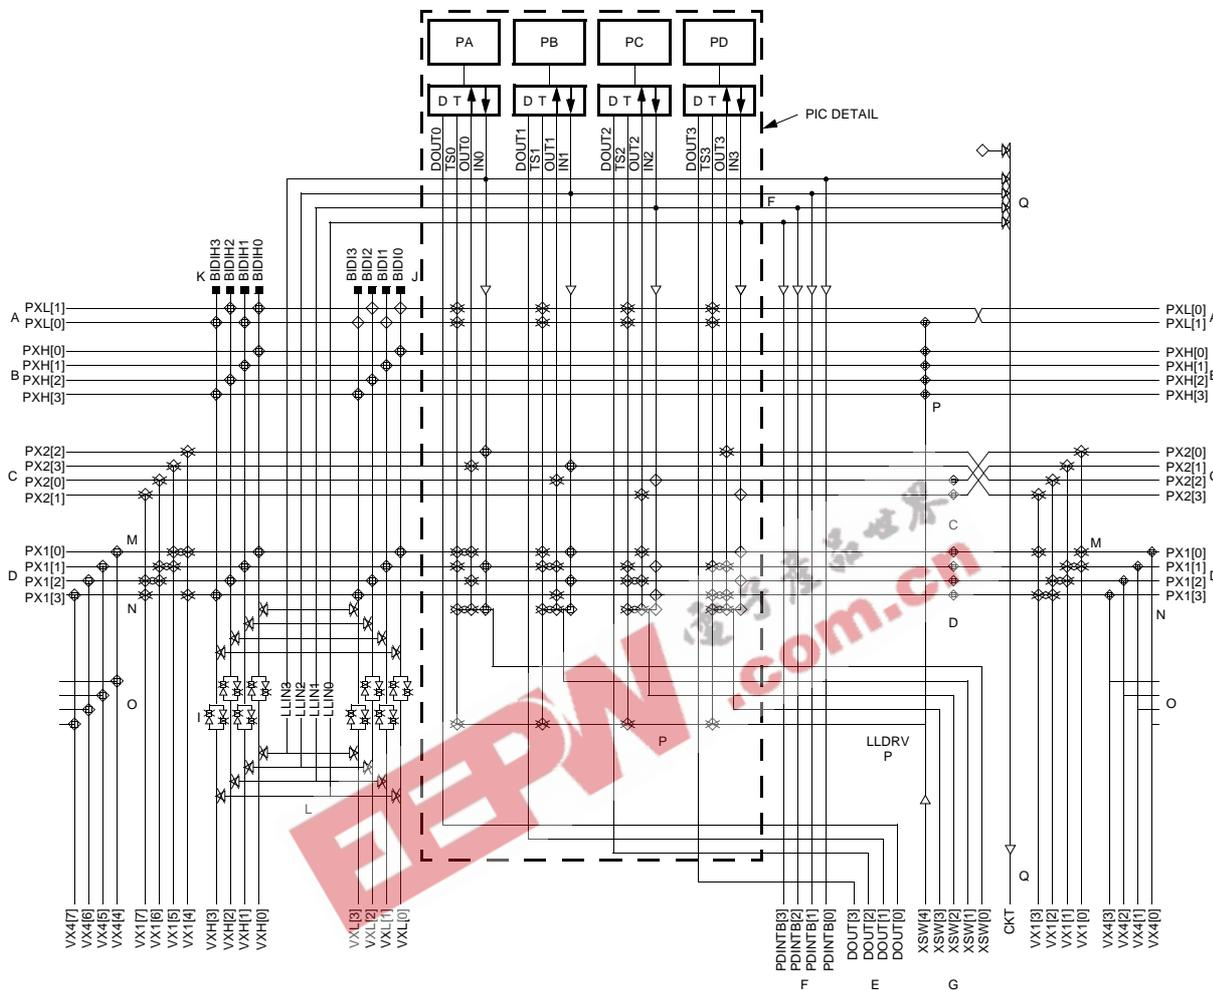 PA PB PC PD
D T D T D T D T
PIC DETAIL
DOUT0
TS0
OUT0
IN0
DOUT1
TS1
OUT1
IN1
DOUT2
TS2
OUT2
IN2
DOUT3
TS3
OUT3
IN3
F
Q
K
BIDIH3
BIDIH2
BIDIH1
BIDIH0
BIDI3
BIDI2
BIDI1
BIDI0
J
A
PXL[1]
PXL[0]
PXL[0]
PXL[1]
B
PXH[0]
PXH[1]
PXH[2]
PXH[3]
PXH[0]
PXH[1]
PXH[2]
PXH[3]
P
C
PX2[2]
PX2[3]
PX2[0]
PX2[1]
PX2[0]
PX2[1]
PX2[2]
PX2[3]
C
M
M
D
PX1[0]
PX1[1]
PX1[2]
PX1[3]
PX1[0]
PX1[1]
PX1[2]
PX1[3]
N
D
N
O
I
LLIN3
LLIN2
LLIN1
LLIN0
O
P
LLDRV
P
L
Q
電子產品世界
EEPW
.com.cn
VX4[7]
VX4[6]
VX4[5]
VX4[4]
VX1[7]
VX1[6]
VX1[5]
VX1[4]
VXH[3]
VXH[2]
VXH[1]
VXH[0]
VXL[3]
VXL[2]
VXL[1]
VXL[0]
PDINTB[3]
PDINTB[2]
PDINTB[1]
PDINTB[0]
DOUT[3]
DOUT[2]
DOUT[1]
DOUT[0]
XSW[4]
XSW[3]
XSW[2]
XSW[1]
XSW[0]
CKT
VX1[3]
VX1[2]
VX1[1]
VX1[0]
VX4[3]
VX4[2]
VX4[1]
VX4[0]
F E G